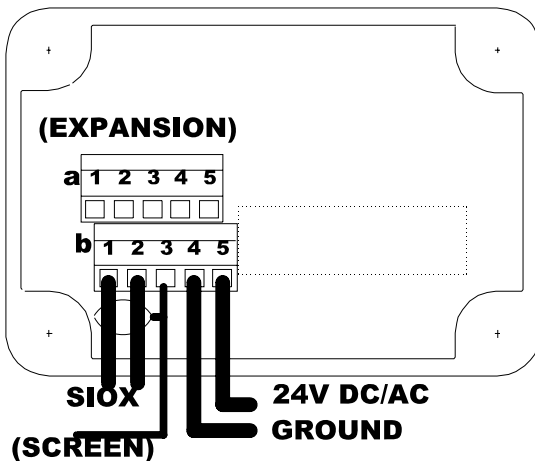 (EXPANSION)
a 1 2 3 4 5
b 1 2 3 4 5
SIOX 24V DC/AC
GROUND
(SCREEN)